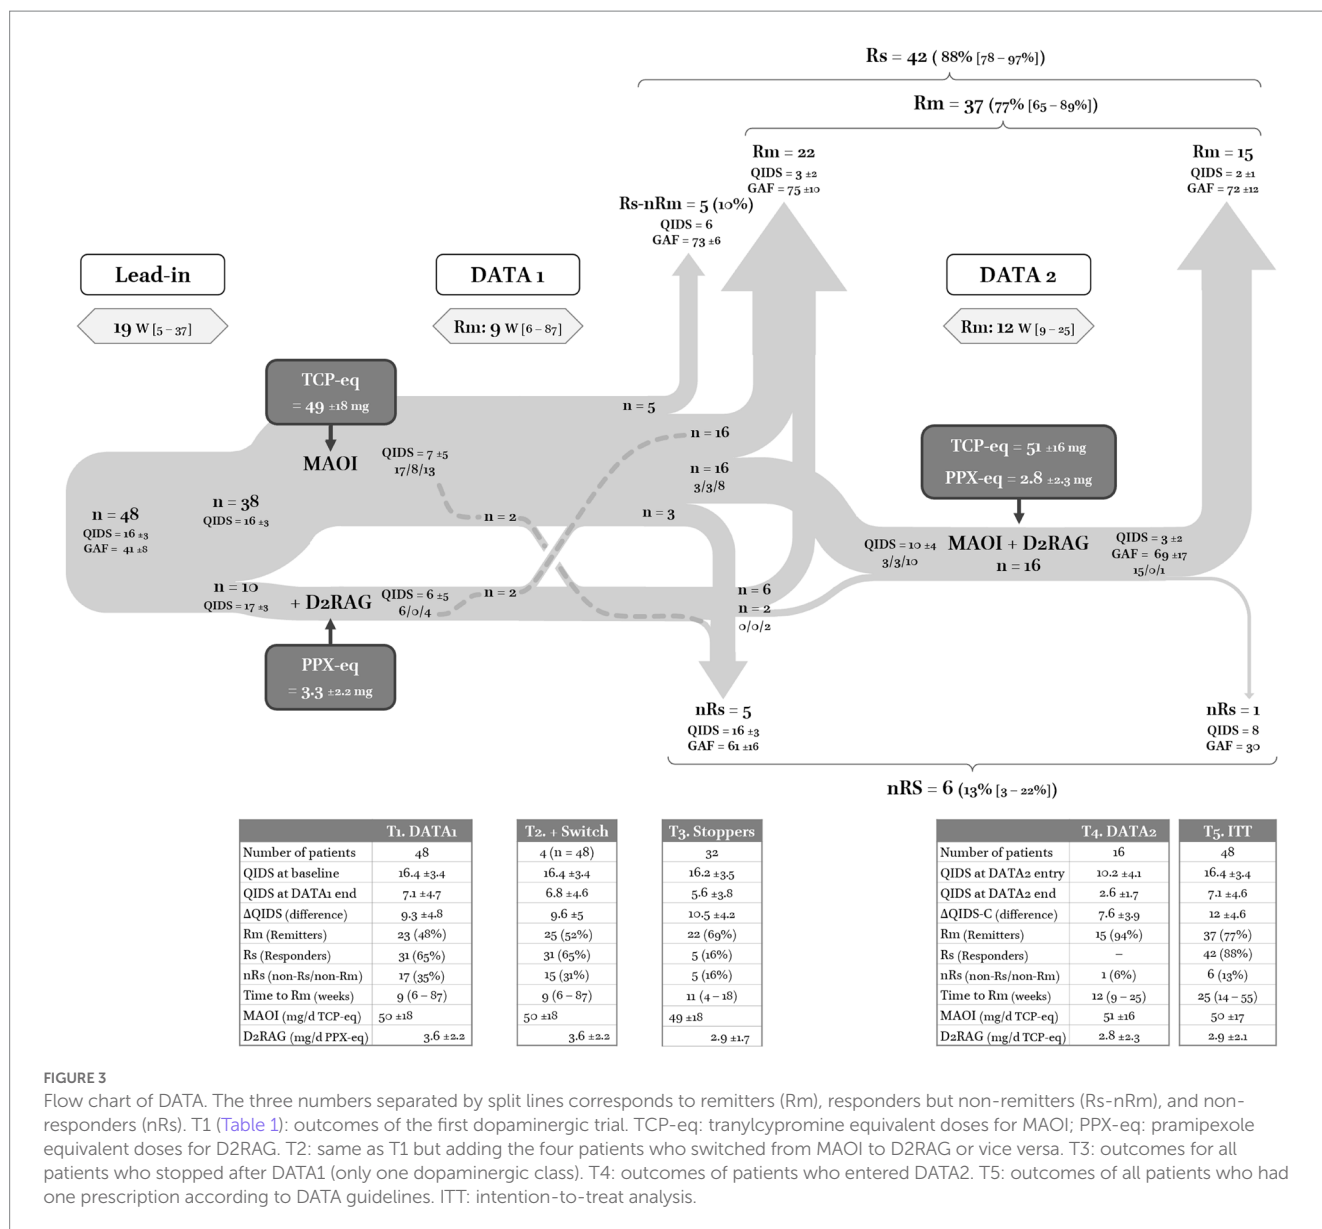 Rs = 42 ( 88% [78 – 97%])
Rm = 37 (77% [65 – 89%])
Rm = 22
QIDS = 3 ±2
GAF = 75 ±10
Rm = 15
QIDS = 2 ±1
GAF = 72 ±12
Rs-nRm = 5 (10%)
QIDS = 6
GAF = 73 ±6
Lead-in
DATA 1
DATA 2
19 W [5 – 37]
Rm: 9 W [6 – 87]
Rm: 12 W [9 – 25]
TCP-eq
= 49 ±18 mg
n = 5
MAOI
QIDS = 7 ±5
17/8/13
n = 16
n = 16
3/3/8
TCP-eq = 51 ±16 mg
PPX-eq = 2.8 ±2.3 mg
n = 48
QIDS = 16 ±3
GAF = 41 ±8
n = 38
QIDS = 16 ±3
n = 2
n = 3
QIDS = 10 ±4
3/3/10
MAOI + D2RAG
n = 16
QIDS = 3 ±2
GAF = 69 ±17
15/0/1
n = 10
QIDS = 17 ±3
+ D2RAG
QIDS = 6 ±5
6/0/4
n = 2
n = 6
n = 2
0/0/2
PPX-eq
= 3.3 ±2.2 mg
nRs = 5
QIDS = 16 ±3
GAF = 61 ±16
nRs = 1
QIDS = 8
GAF = 30
nRS = 6 (13% [3 – 22%])
T1. DATA1
Number of patients 48
QIDS at baseline 16.4 ±3.4
QIDS at DATA1 end 7.1 ±4.7
ΔQIDS (difference) 9.3 ±4.8
Rm (Remitters) 23 (48%)
Rs (Responders) 31 (65%)
nRs (non-Rs/non-Rm) 17 (35%)
Time to Rm (weeks) 9 (6 – 87)
MAOI (mg/d TCP-eq) 50 ±18
D2RAG (mg/d PPX-eq) 3.6 ±2.2
T2. + Switch
4 (n = 48)
16.4 ±3.4
6.8 ±4.6
9.6 ±5
25 (52%)
31 (65%)
15 (31%)
9 (6 – 87)
50 ±18
3.6 ±2.2
T3. Stoppers
32
16.2 ±3.5
5.6 ±3.8
10.5 ±4.2
22 (69%)
5 (16%)
5 (16%)
11 (4 – 18)
49 ±18
2.9 ±1.7
T4. DATA2
Number of patients 16
QIDS at DATA2 entry 10.2 ±4.1
QIDS at DATA2 end 2.6 ±1.7
ΔQIDS-C (difference) 7.6 ±3.9
Rm (Remitters) 15 (94%)
Rs (Responders) –
nRs (non-Rs/non-Rm) 1 (6%)
Time to Rm (weeks) 12 (9 – 25)
MAOI (mg/d TCP-eq) 51 ±16
D2RAG (mg/d TCP-eq) 2.8 ±2.3
T5. ITT
48
16.4 ±3.4
7.1 ±4.6
12 ±4.6
37 (77%)
42 (88%)
6 (13%)
25 (14 – 55)
50 ±17
2.9 ±2.1
FIGURE 3
Flow chart of DATA. The three numbers separated by split lines corresponds to remitters (Rm), responders but non-remitters (Rs-nRm), and non-
responders (nRs). T1 (Table 1): outcomes of the first dopaminergic trial. TCP-eq: tranylcypromine equivalent doses for MAOI; PPX-eq: pramipexole
equivalent doses for D2RAG. T2: same as T1 but adding the four patients who switched from MAOI to D2RAG or vice versa. T3: outcomes for all
patients who stopped after DATA1 (only one dopaminergic class). T4: outcomes of patients who entered DATA2. T5: outcomes of all patients who had
one prescription according to DATA guidelines. ITT: intention-to-treat analysis.